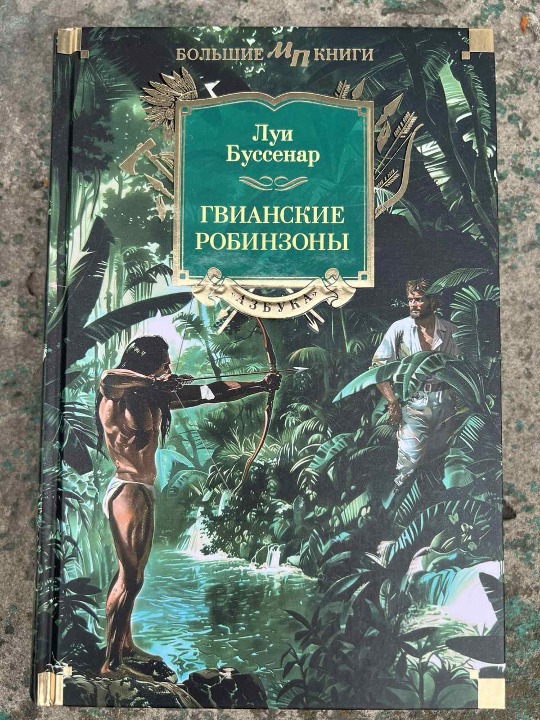 БОЛЬШИЕ МП КНИГИ
Луи
Буссенар
ГВИАНСКИЕ
РОБИНЗОНЫ
«АЗБУКА»